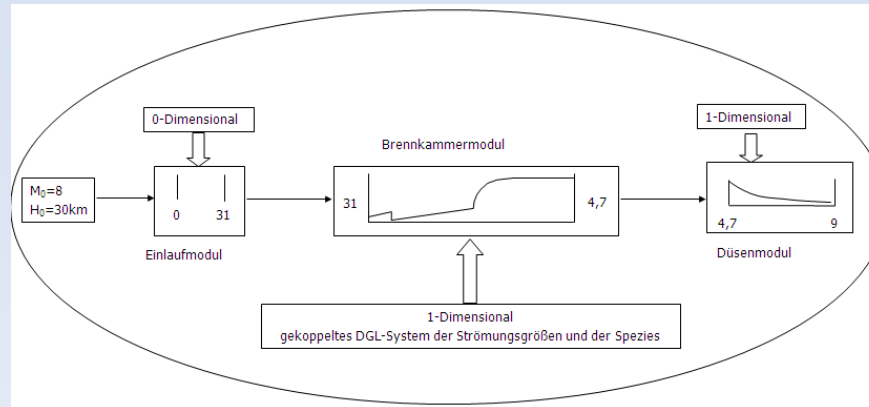 0-Dimensional
1-Dimensional
Brennkammermodul
M₀=8
H₀=30km
0 31
31
4,7
4,7 9
Einlaufmodul
Düsenmodul
1-Dimensional
gekoppeltes DGL-System der Strömungsgrößen und der Spezies